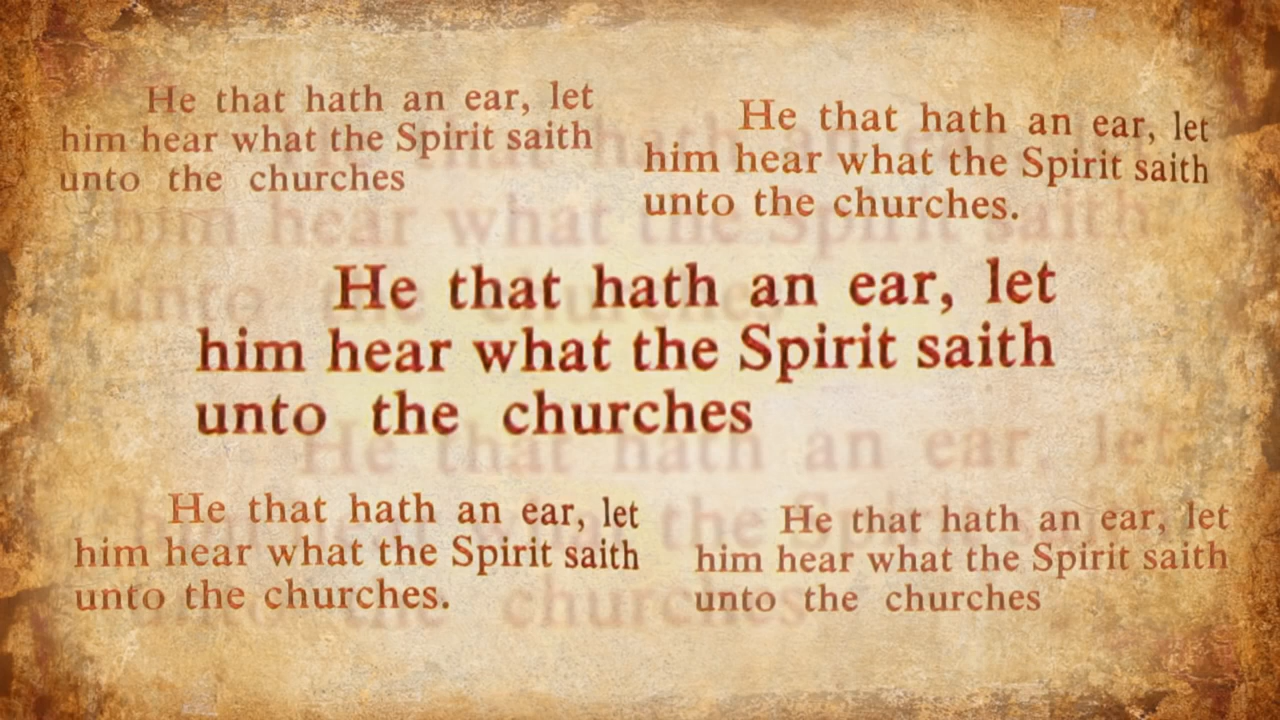 He that hath an ear, let
him hear what the Spirit saith
unto the churches
He that hath an ear, let
him hear what the Spirit saith
unto the churches.
He that hath an ear, let
him hear what the Spirit saith
unto the churches
He that hath an ear, let
him hear what the Spirit saith
unto the churches.
He that hath an ear, let
him hear what the Spirit saith
unto the churches